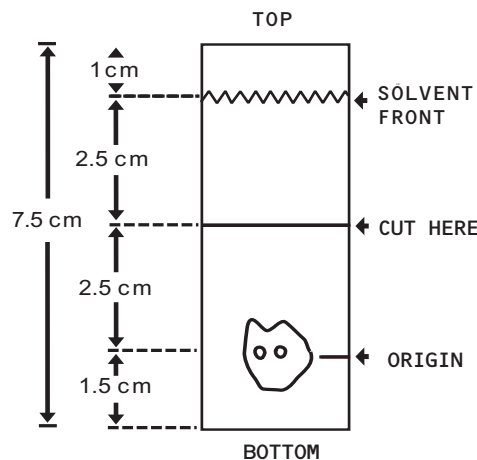 TOP
1 cm
SOLVENT
FRONT
2.5 cm
7.5 cm
CUT HERE
2.5 cm
ORIGIN
1.5 cm
BOTTOM